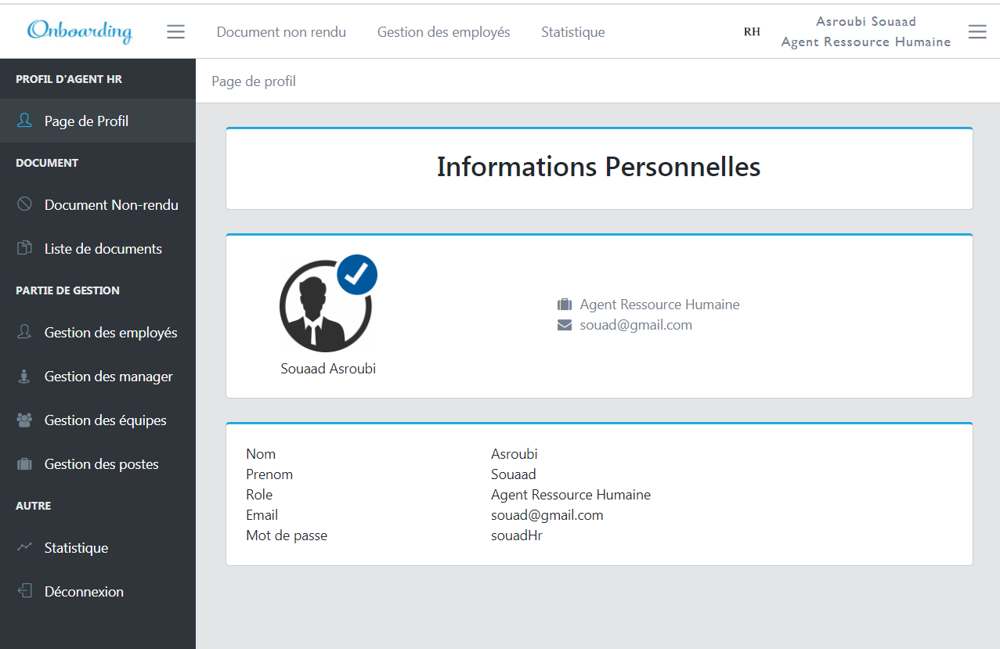 Onboarding
Document non rendu
Gestion des employés
Statistique
RH
Asroubi Souaad
Agent Ressource Humaine
PROFIL D'AGENT HR
Page de Profil
DOCUMENT
Document Non-rendu
Liste de documents
PARTIE DE GESTION
Gestion des employés
Gestion des manager
Gestion des équipes
Gestion des postes
AUTRE
Statistique
Déconnexion
Page de profil
Informations Personnelles
Souaad Asroubi
Agent Ressource Humaine
souad@gmail.com
Nom Asroubi
Prenom Souaad
Role Agent Ressource Humaine
Email souad@gmail.com
Mot de passe souadHr